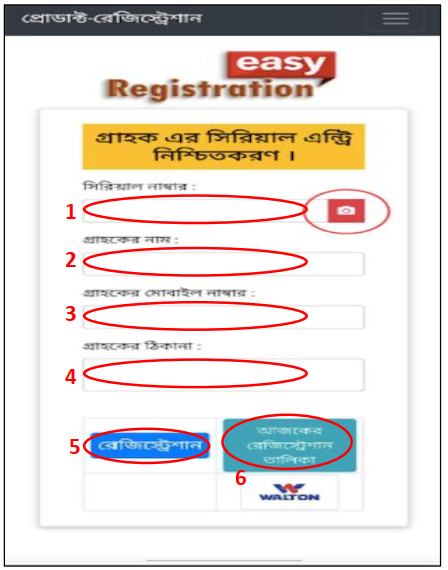 প্রোডাক্ট-রেজিস্ট্রেশান
easy
Registration
গ্রাহক এর সিরিয়াল এন্ট্রি
নিশ্চিতকরণ ।
সিরিয়াল নাম্বার :
1
গ্রাহকের নাম :
2
গ্রাহকের মোবাইল নাম্বার :
3
গ্রাহকের ঠিকানা :
4
5 রেজিস্ট্রেশান
আজকের
রেজিস্ট্রেশান
তালিকা
6
WALTON